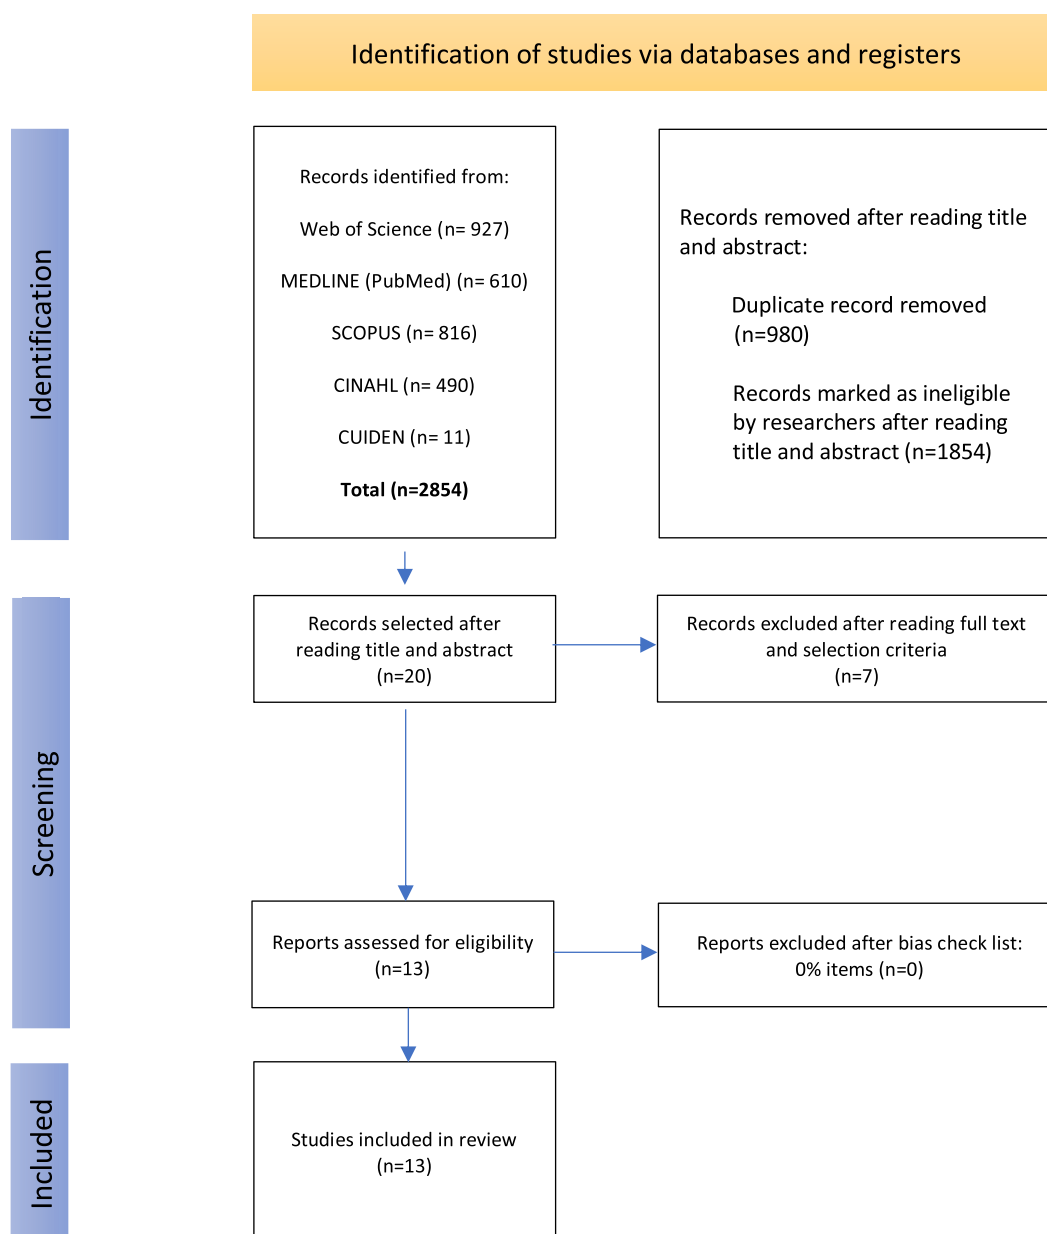 Identification of studies via databases and registers
Identification
Records identified from:
Web of Science (n= 927)
MEDLINE (PubMed) (n= 610)
SCOPUS (n= 816)
CINAHL (n= 490)
CUIDEN (n= 11)
Total (n=2854)
Records removed after reading title
and abstract:
Duplicate record removed
(n=980)
Records marked as ineligible
by researchers after reading
title and abstract (n=1854)
Screening
Records selected after
reading title and abstract
(n=20)
Records excluded after reading full text
and selection criteria
(n=7)
Reports assessed for eligibility
(n=13)
Reports excluded after bias check list:
0% items (n=0)
Included
Studies included in review
(n=13)